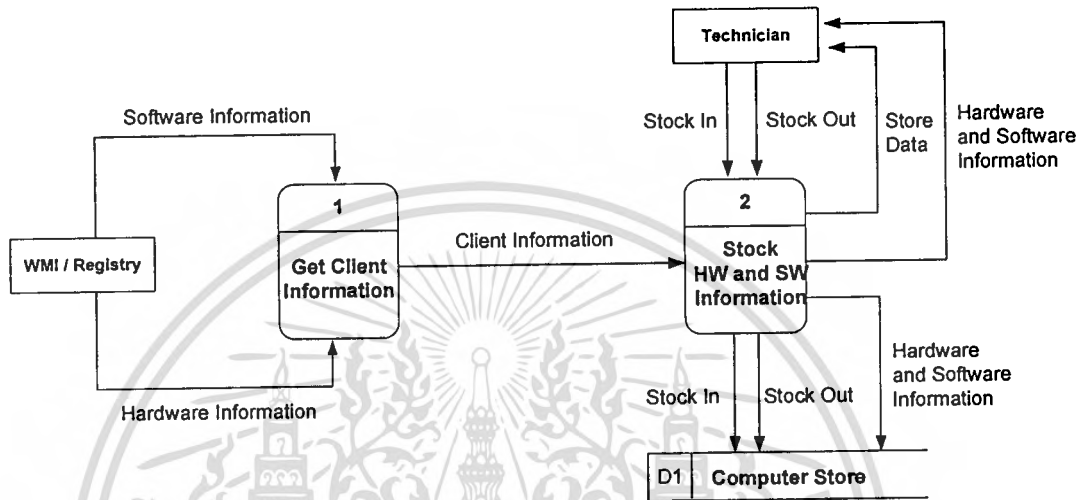 Technician
Software Information
Stock In
Stock Out
Store
Data
Hardware
and Software
Information
1
2
WMI / Registry
Get Client
Information
Client Information
Stock
HW and SW
Information
Hardware Information
Stock In
Stock Out
Hardware
and Software
Information
D1
Computer Store